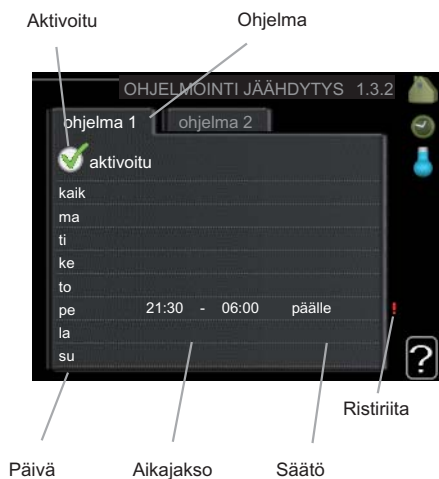 Aktivoitu Ohjelma
OHJELMOINTI JÄÄHDYTYS 1.3.2
ohjelma 1 ohjelma 2
aktivoitu
kaik
ma
ti
ke
to
pe 21:30 - 06:00 päälle !
la
su
?
Ristiriita
Päivä Aikajakso Säätö